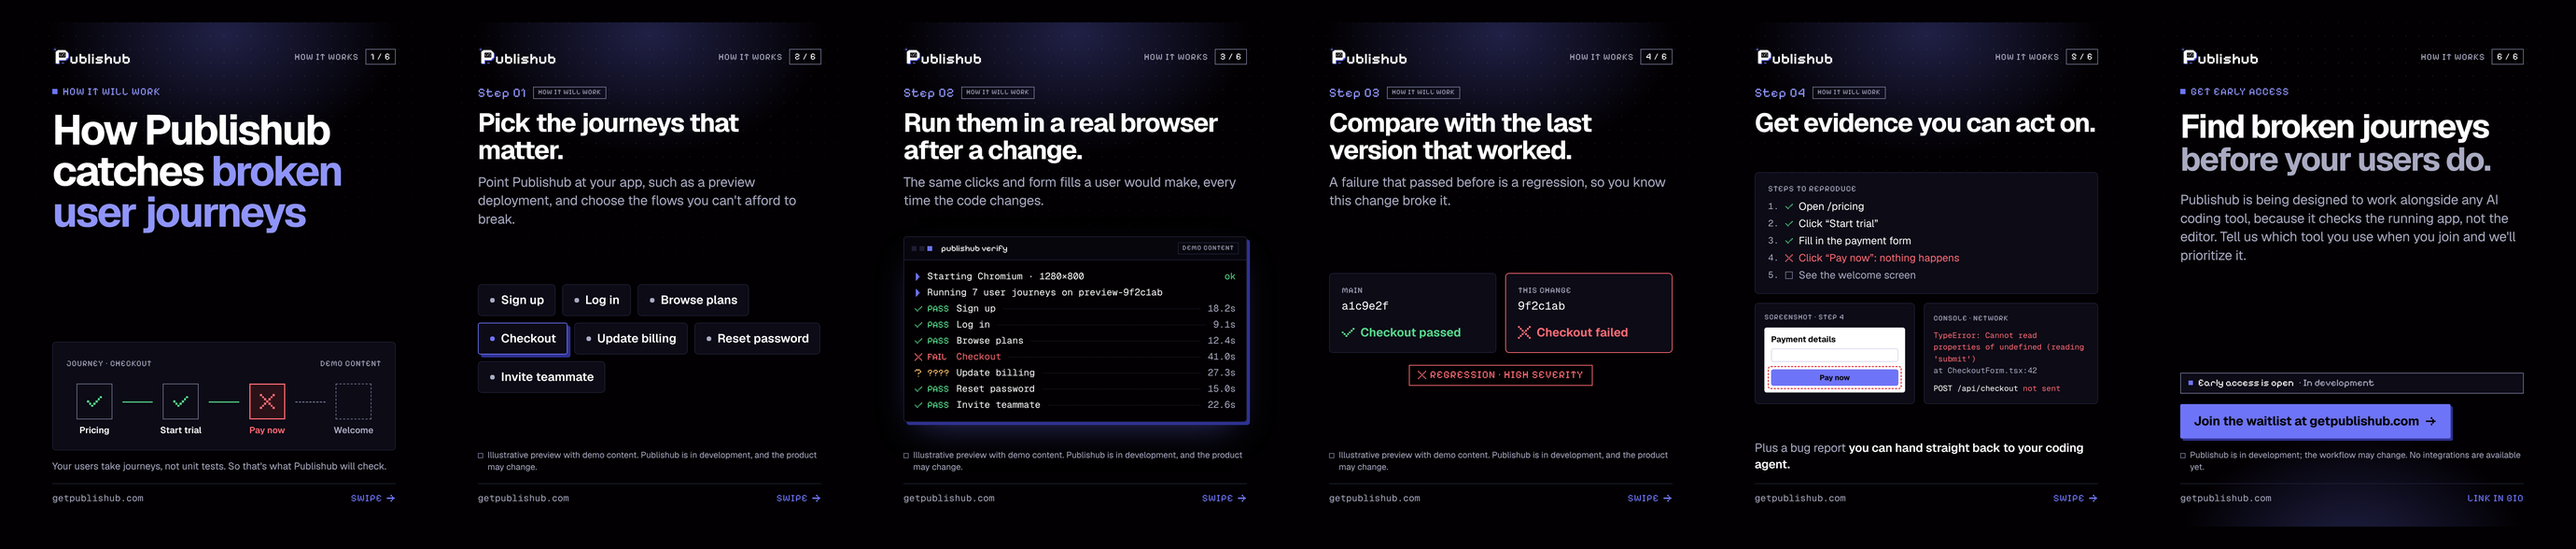 Publishub
HOW IT WORKS
1 / 6
HOW IT WILL WORK
How Publishub
catches broken
user journeys
JOURNEY · CHECKOUT
DEMO CONTENT
Pricing
Start trial
Pay now
Welcome
Your users take journeys, not unit tests. So that's what Publishub will check.
getpublishub.com
SWIPE →
Publishub
HOW IT WORKS
2 / 6
Step 01
HOW IT WILL WORK
Pick the journeys that
matter.
Point Publishub at your app, such as a preview
deployment, and choose the flows you can't afford to
break.
Sign up
Log in
Browse plans
Checkout
Update billing
Reset password
Invite teammate
Illustrative preview with demo content. Publishub is in development, and the product
may change.
getpublishub.com
SWIPE →
Publishub
HOW IT WORKS
3 / 6
Step 02
HOW IT WILL WORK
Run them in a real browser
after a change.
The same clicks and form fills a user would make, every
time the code changes.
publishub verify
DEMO CONTENT
Starting Chromium · 1280×800 ok
Running 7 user journeys on preview-9f2c1ab
PASS Sign up 18.2s
PASS Log in 9.1s
PASS Browse plans 12.4s
FAIL Checkout 41.0s
? ???? Update billing 27.3s
PASS Reset password 15.0s
PASS Invite teammate 22.6s
Illustrative preview with demo content. Publishub is in development, and the product
may change.
getpublishub.com
SWIPE →
Publishub
HOW IT WORKS
4 / 6
Step 03
HOW IT WILL WORK
Compare with the last
version that worked.
A failure that passed before is a regression, so you know
this change broke it.
MAIN
a1c9e2f
Checkout passed
THIS CHANGE
9f2c1ab
Checkout failed
REGRESSION · HIGH SEVERITY
Illustrative preview with demo content. Publishub is in development, and the product
may change.
getpublishub.com
SWIPE →
Publishub
HOW IT WORKS
5 / 6
Step 04
HOW IT WILL WORK
Get evidence you can act on.
STEPS TO REPRODUCE
1. Open /pricing
2. Click “Start trial”
3. Fill in the payment form
4. Click “Pay now”: nothing happens
5. See the welcome screen
SCREENSHOT · STEP 4
Payment details
Pay now
CONSOLE · NETWORK
TypeError: Cannot read
properties of undefined (reading
'submit')
at CheckoutForm.tsx:42
POST /api/checkout not sent
Plus a bug report you can hand straight back to your coding
agent.
getpublishub.com
SWIPE →
Publishub
HOW IT WORKS
6 / 6
GET EARLY ACCESS
Find broken journeys
before your users do.
Publishub is being designed to work alongside any AI
coding tool, because it checks the running app, not the
editor. Tell us which tool you use when you join and we'll
prioritize it.
Early access is open · In development
Join the waitlist at getpublishub.com →
Publishub is in development; the workflow may change. No integrations are available
yet.
getpublishub.com
LINK IN BIO